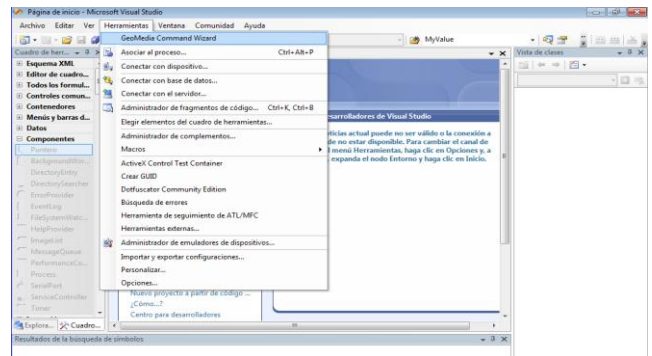 Página de inicio - Microsoft Visual Studio
Archivo Editar Ver Herramientas Ventana Comunidad Ayuda
MyValue
Cuadro de her...
Esquema XML
Editor de cuadro...
Todos los formul...
Controles comun...
Contenedores
Menús y barras d...
Datos
Componentes
Puntero
BackgroundWor...
DirectoryEntry
DirectorySearcher
ErrorProvider
EventLog
FileSystemWatc...
HelpProvider
ImageList
MessageQueue
PerformanceCo...
Process
SerialPort
ServiceController
Timer
Explora... Cuadro...
GeoMedia Command Wizard
Asociar al proceso... Ctrl+Alt+P
Conectar con dispositivo...
Conectar con base de datos...
Conectar con el servidor...
Administrador de fragmentos de código... Ctrl+K, Ctrl+B
Elegir elementos del cuadro de herramientas...
Administrador de complementos...
Macros
ActiveX Control Test Container
Crear GUID
Dotfuscator Community Edition
Búsqueda de errores
Herramienta de seguimiento de ATL/MFC
Herramientas externas...
Administrador de emuladores de dispositivos...
Importar y exportar configuraciones...
Personalizar...
Opciones...
esarrolladores de Visual Studio
ticias actual puede no ser válido o la conexión a
de no estar disponible. Para cambiar el canal de
l menú Herramientas, haga clic en Opciones y, a
, expanda el nodo Entorno y haga clic en Inicio.
Nuevo proyecto a partir de código ...
¿Cómo...?
Centro para desarrolladores
Vista de clases
Resultados de la búsqueda de símbolos